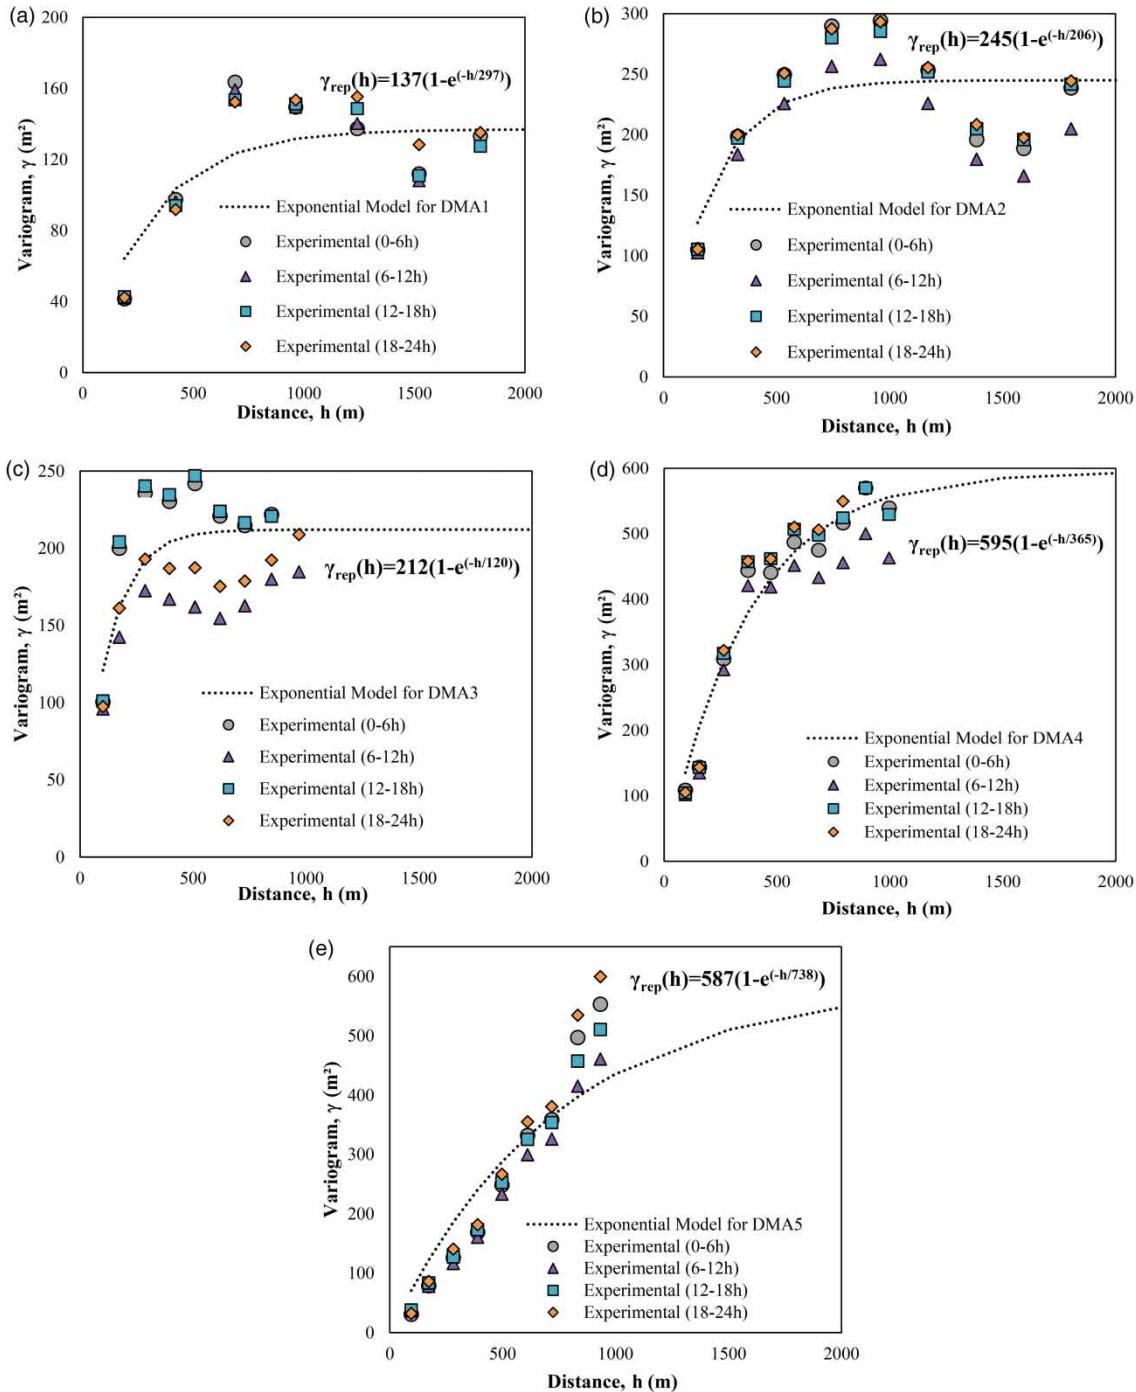 (a)
200
160
120
80
40
0
Variogram, γ (m²)
γrep(h)=137(1-e(-h/297))
Exponential Model for DMA1
Experimental (0-6h)
Experimental (6-12h)
Experimental (12-18h)
Experimental (18-24h)
0 500 1000 1500 2000
Distance, h (m)
(b)
300
250
200
150
100
50
0
Variogram, γ (m²)
γrep(h)=245(1-e(-h/206))
Exponential Model for DMA2
Experimental (0-6h)
Experimental (6-12h)
Experimental (12-18h)
Experimental (18-24h)
0 500 1000 1500 2000
Distance, h (m)
(c)
250
200
150
100
50
0
Variogram, γ (m²)
γrep(h)=212(1-e(-h/120))
Exponential Model for DMA3
Experimental (0-6h)
Experimental (6-12h)
Experimental (12-18h)
Experimental (18-24h)
0 500 1000 1500 2000
Distance, h (m)
(d)
600
500
400
300
200
100
0
Variogram, γ (m²)
γrep(h)=595(1-e(-h/365))
Exponential Model for DMA4
Experimental (0-6h)
Experimental (6-12h)
Experimental (12-18h)
Experimental (18-24h)
0 500 1000 1500 2000
Distance, h (m)
(e)
600
500
400
300
200
100
0
Variogram, γ (m²)
γrep(h)=587(1-e(-h/738))
Exponential Model for DMA5
Experimental (0-6h)
Experimental (6-12h)
Experimental (12-18h)
Experimental (18-24h)
0 500 1000 1500 2000
Distance, h (m)